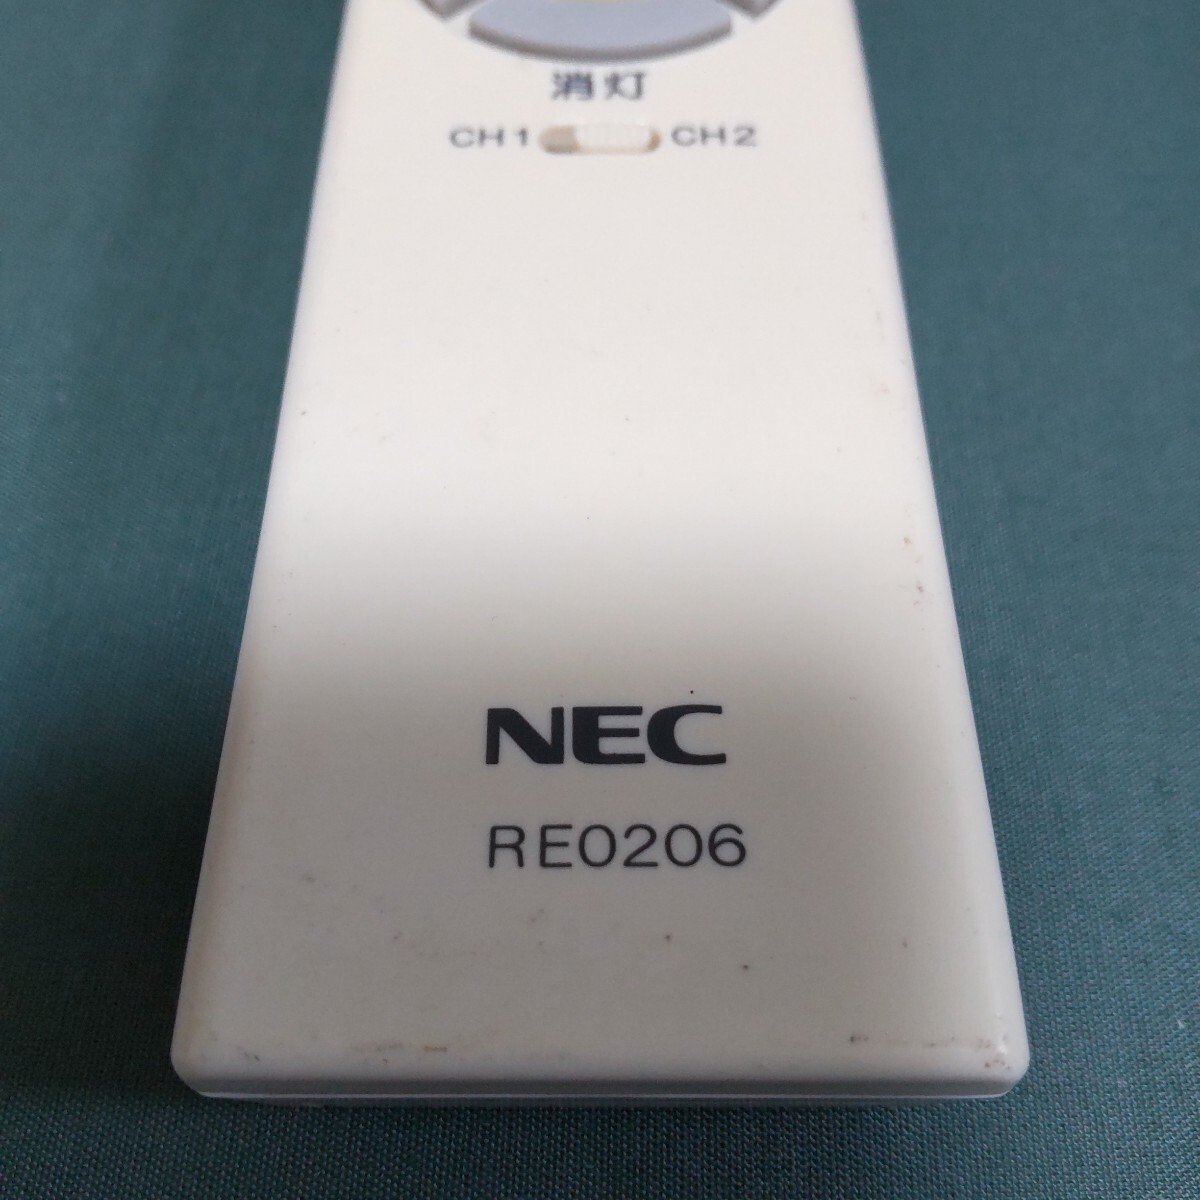 消灯
CH1 CH2
NEC
RE0206